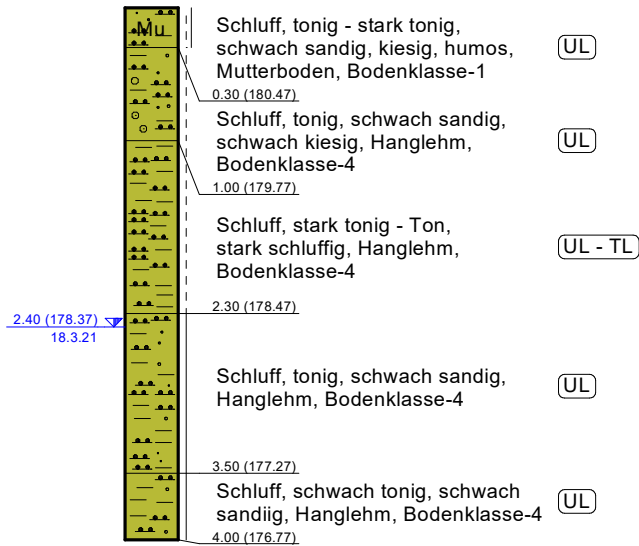 Mu
Schluff, tonig - stark tonig,
schwach sandig, kiesig, humos,
Mutterboden, Bodenklasse-1
UL
0.30 (180.47)
Schluff, tonig, schwach sandig,
schwach kiesig, Hanglehm,
Bodenklasse-4
UL
1.00 (179.77)
Schluff, stark tonig - Ton,
stark schluffig, Hanglehm,
Bodenklasse-4
UL - TL
2.30 (178.47)
2.40 (178.37)
18.3.21
Schluff, tonig, schwach sandig,
Hanglehm, Bodenklasse-4
UL
3.50 (177.27)
Schluff, schwach tonig, schwach
sandiig, Hanglehm, Bodenklasse-4
UL
4.00 (176.77)